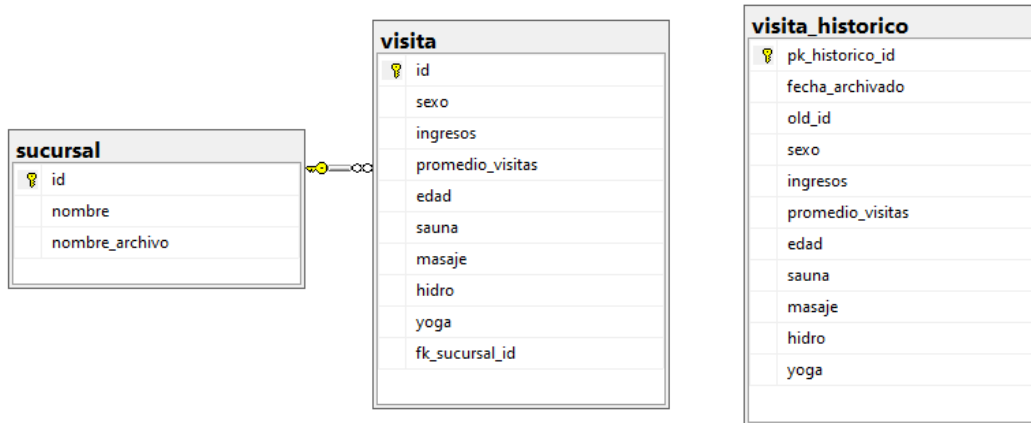 sucursal
id
nombre
nombre_archivo
visita
id
sexo
ingresos
promedio_visitas
edad
sauna
masaje
hidro
yoga
fk_sucursal_id
visita_historico
pk_historico_id
fecha_archivado
old_id
sexo
ingresos
promedio_visitas
edad
sauna
masaje
hidro
yoga